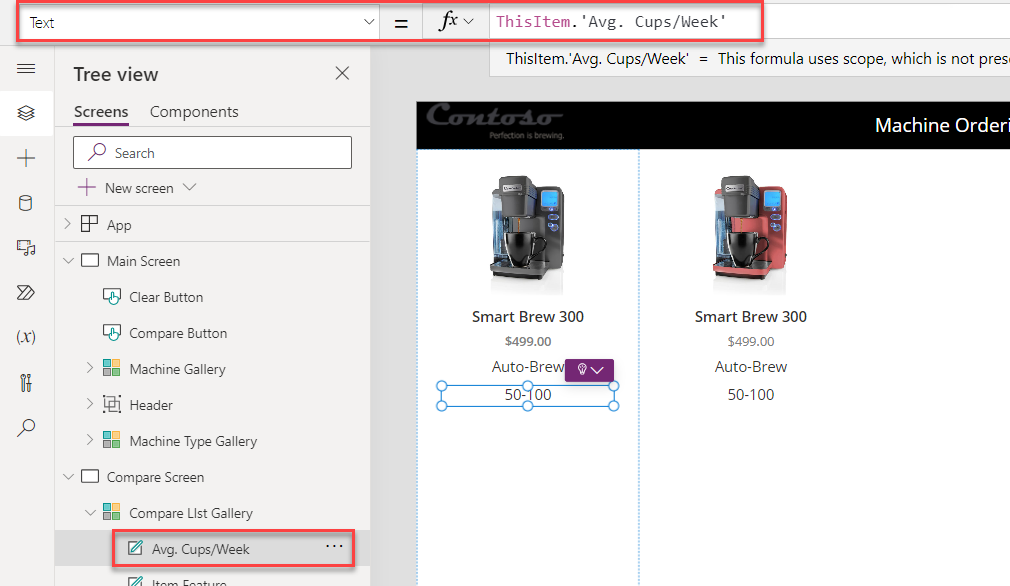 Text = fx ThisItem.'Avg. Cups/Week'
ThisItem.'Avg. Cups/Week' = This formula uses scope, which is not pres
Tree view
Screens Components
Search
New screen
App
Main Screen
Clear Button
Compare Button
Machine Gallery
Header
Machine Type Gallery
Compare Screen
Compare LIst Gallery
Avg. Cups/Week ...
Item Feature
(x)
Contoso
Perfection is brewing.
Machine Orderi
Smart Brew 300
$499.00
Auto-Brew
50-100
Smart Brew 300
$499.00
Auto-Brew
50-100